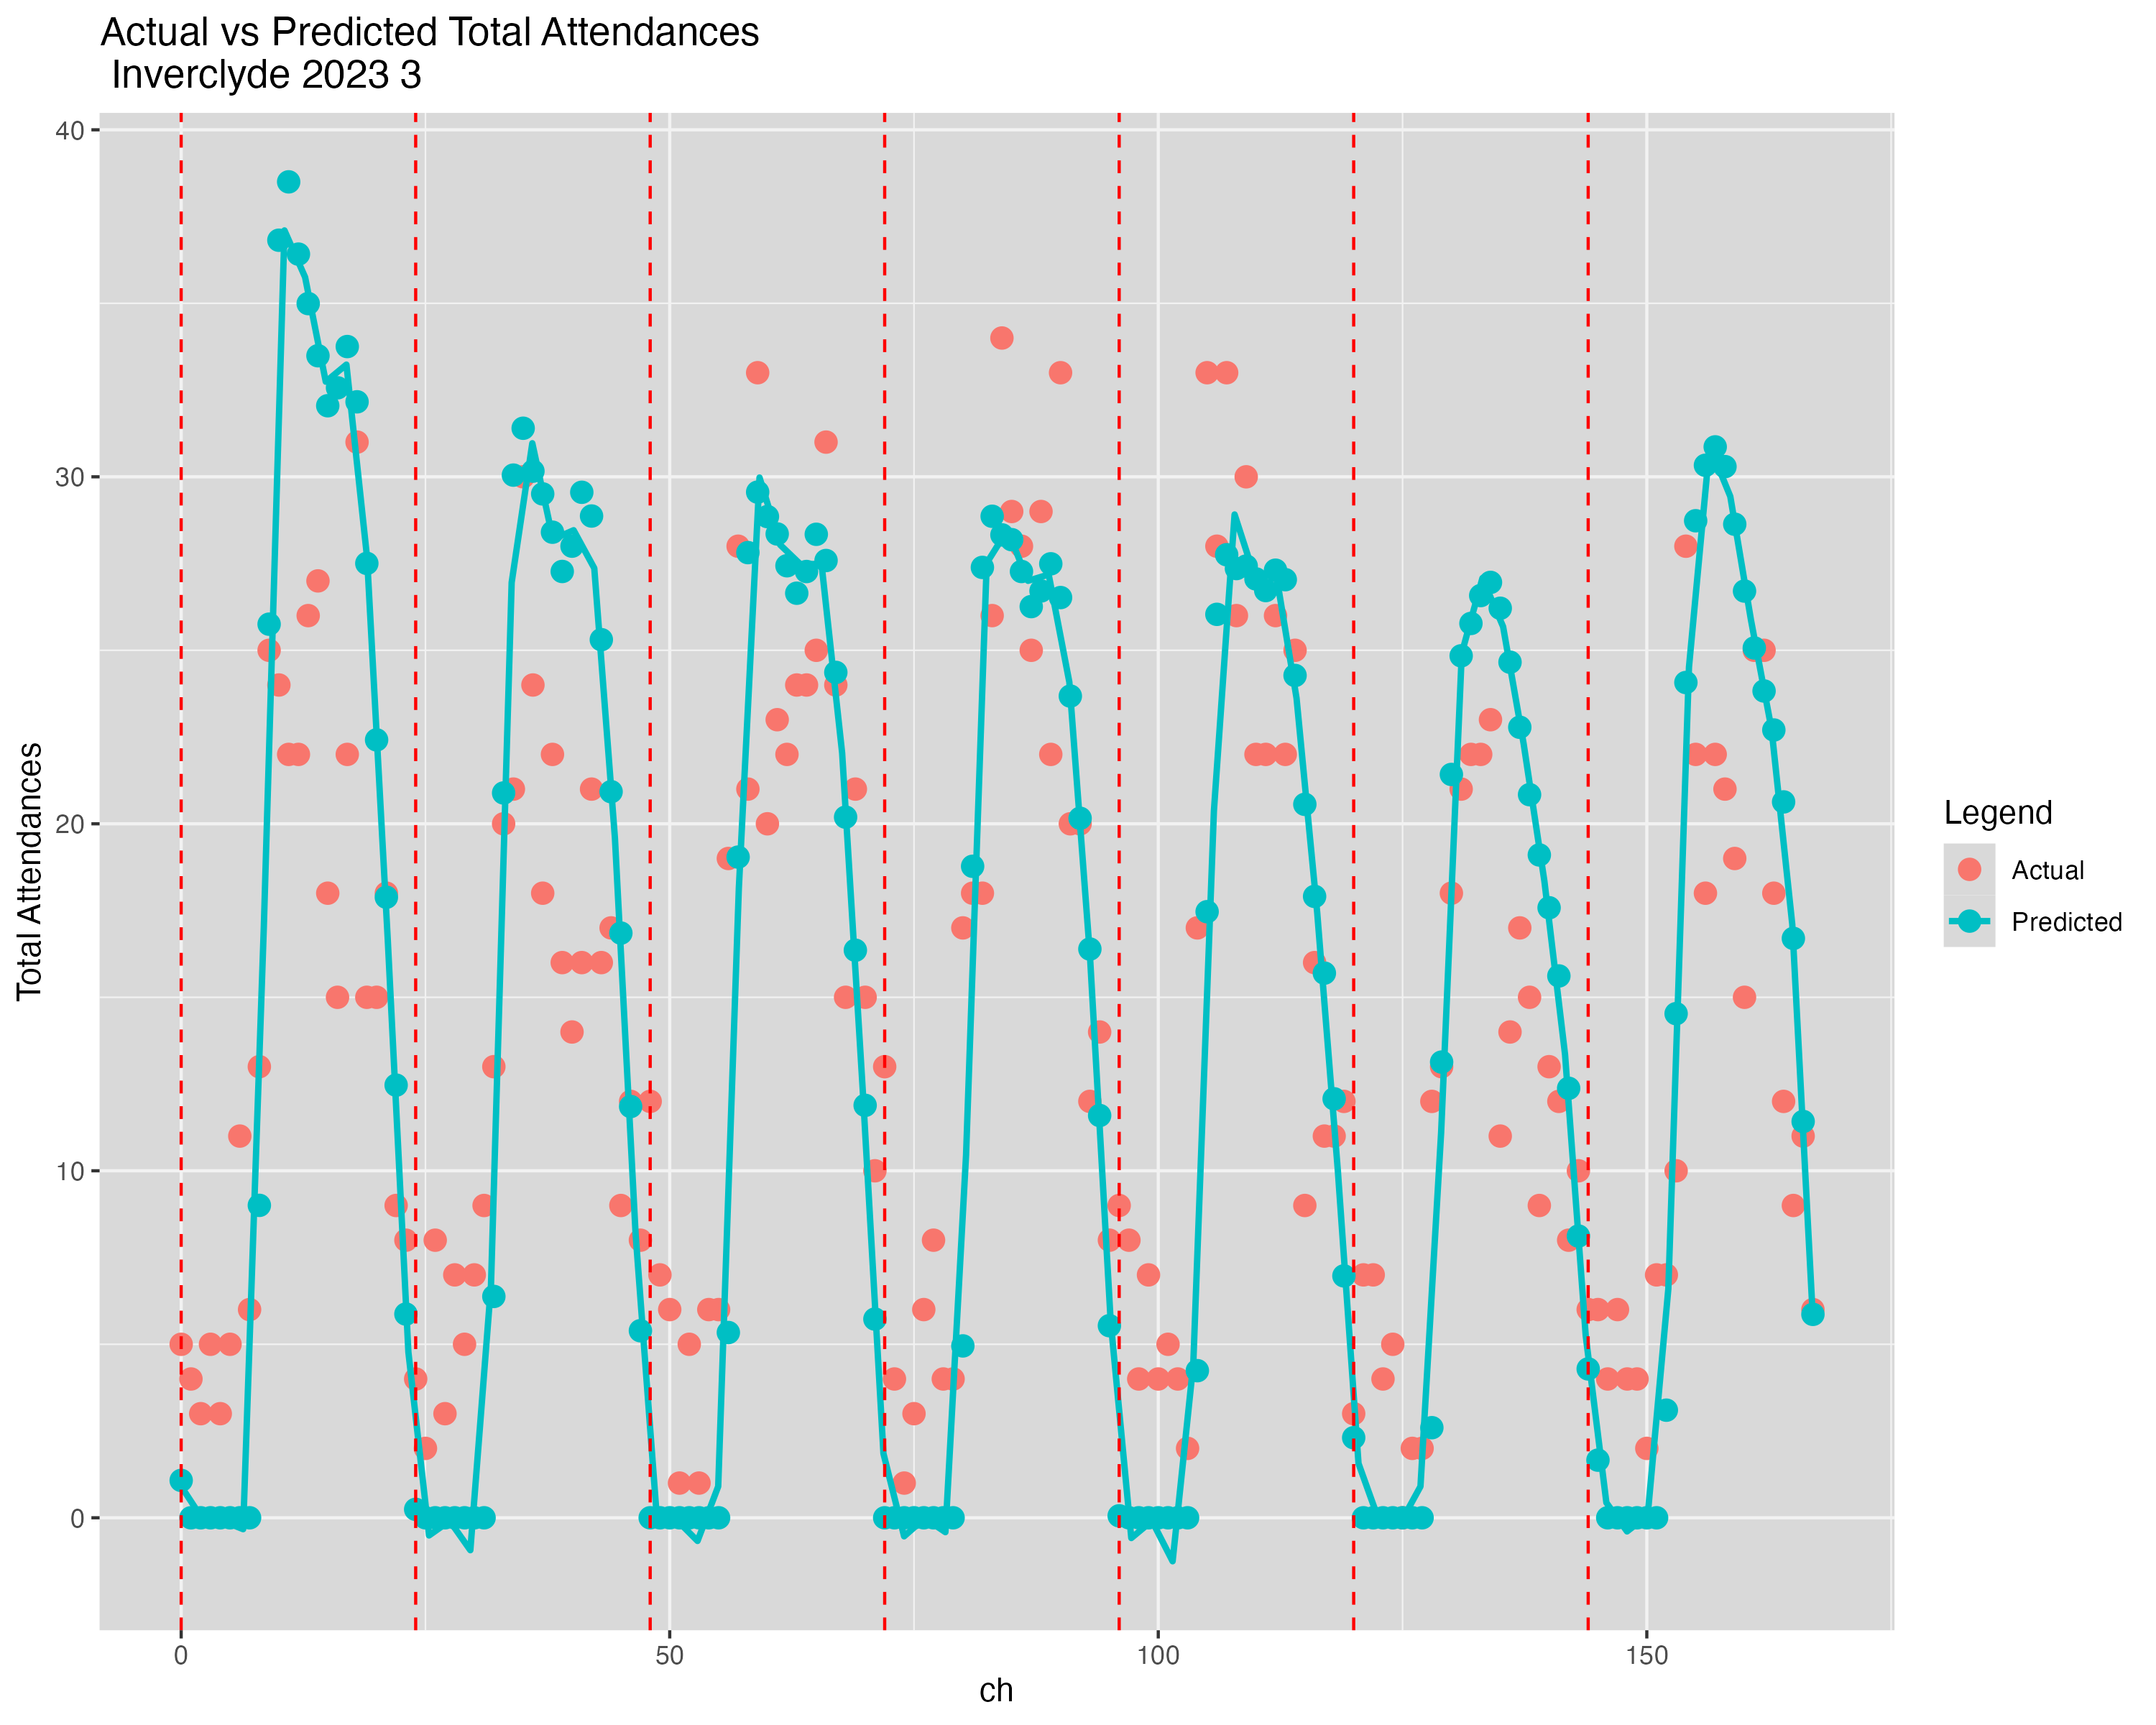 Actual vs Predicted Total Attendances
Inverclyde 2023 3
Total Attendances
40
30
20
10
0
0
50
100
150
ch
Legend
Actual
Predicted